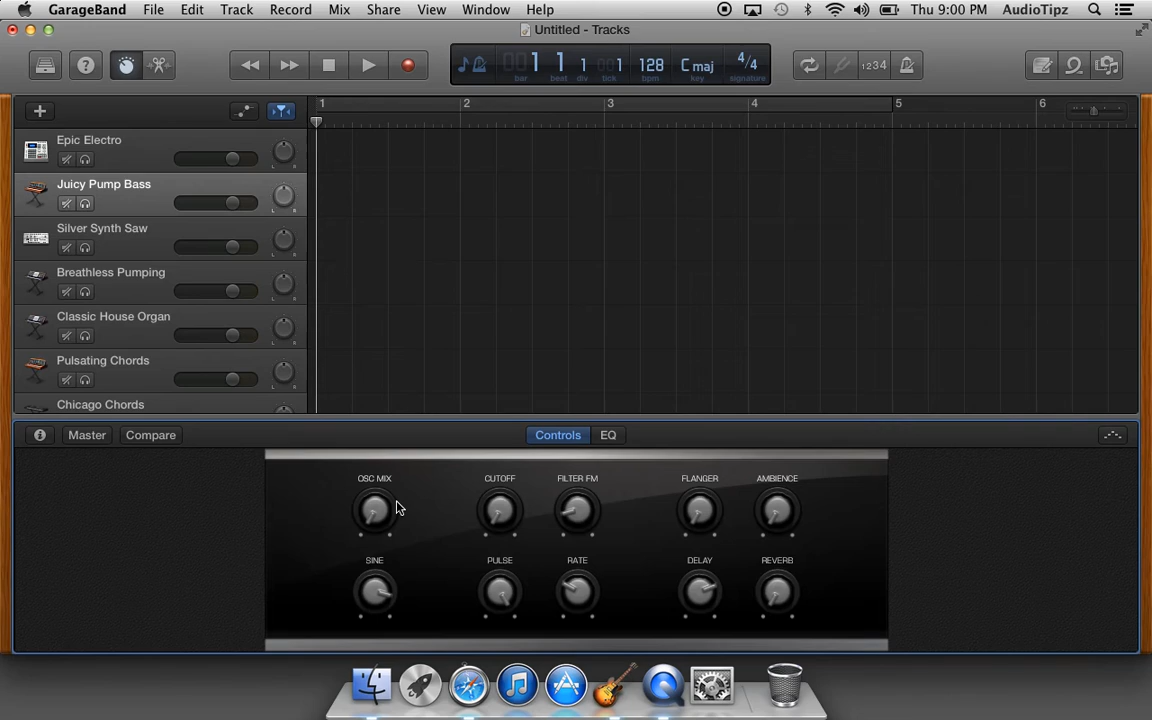 GarageBand File Edit Track Record Mix Share View Window Help Thu 9:00 PM AudioTipz
Untitled - Tracks
1 1 1 1 128 C maj 4/4
bar beat div tick bpm key signature
1234
1 2 3 4 5 6
Epic Electro
L R
Juicy Pump Bass
L R
Silver Synth Saw
L R
Breathless Pumping
L R
Classic House Organ
L R
Pulsating Chords
L R
Chicago Chords
Master Compare Controls EQ
OSC MIX CUTOFF FILTER FM FLANGER AMBIENCE
SINE PULSE RATE DELAY REVERB